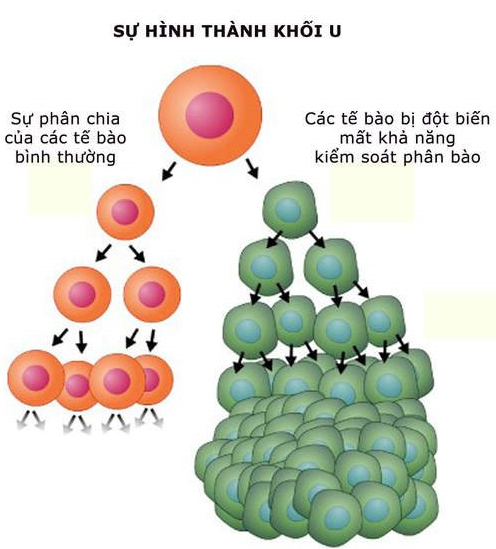 SỰ HÌNH THÀNH KHỐI U
Sự phân chia
của các tế bào
bình thường
Các tế bào bị đột biến
mất khả năng
kiểm soát phân bào